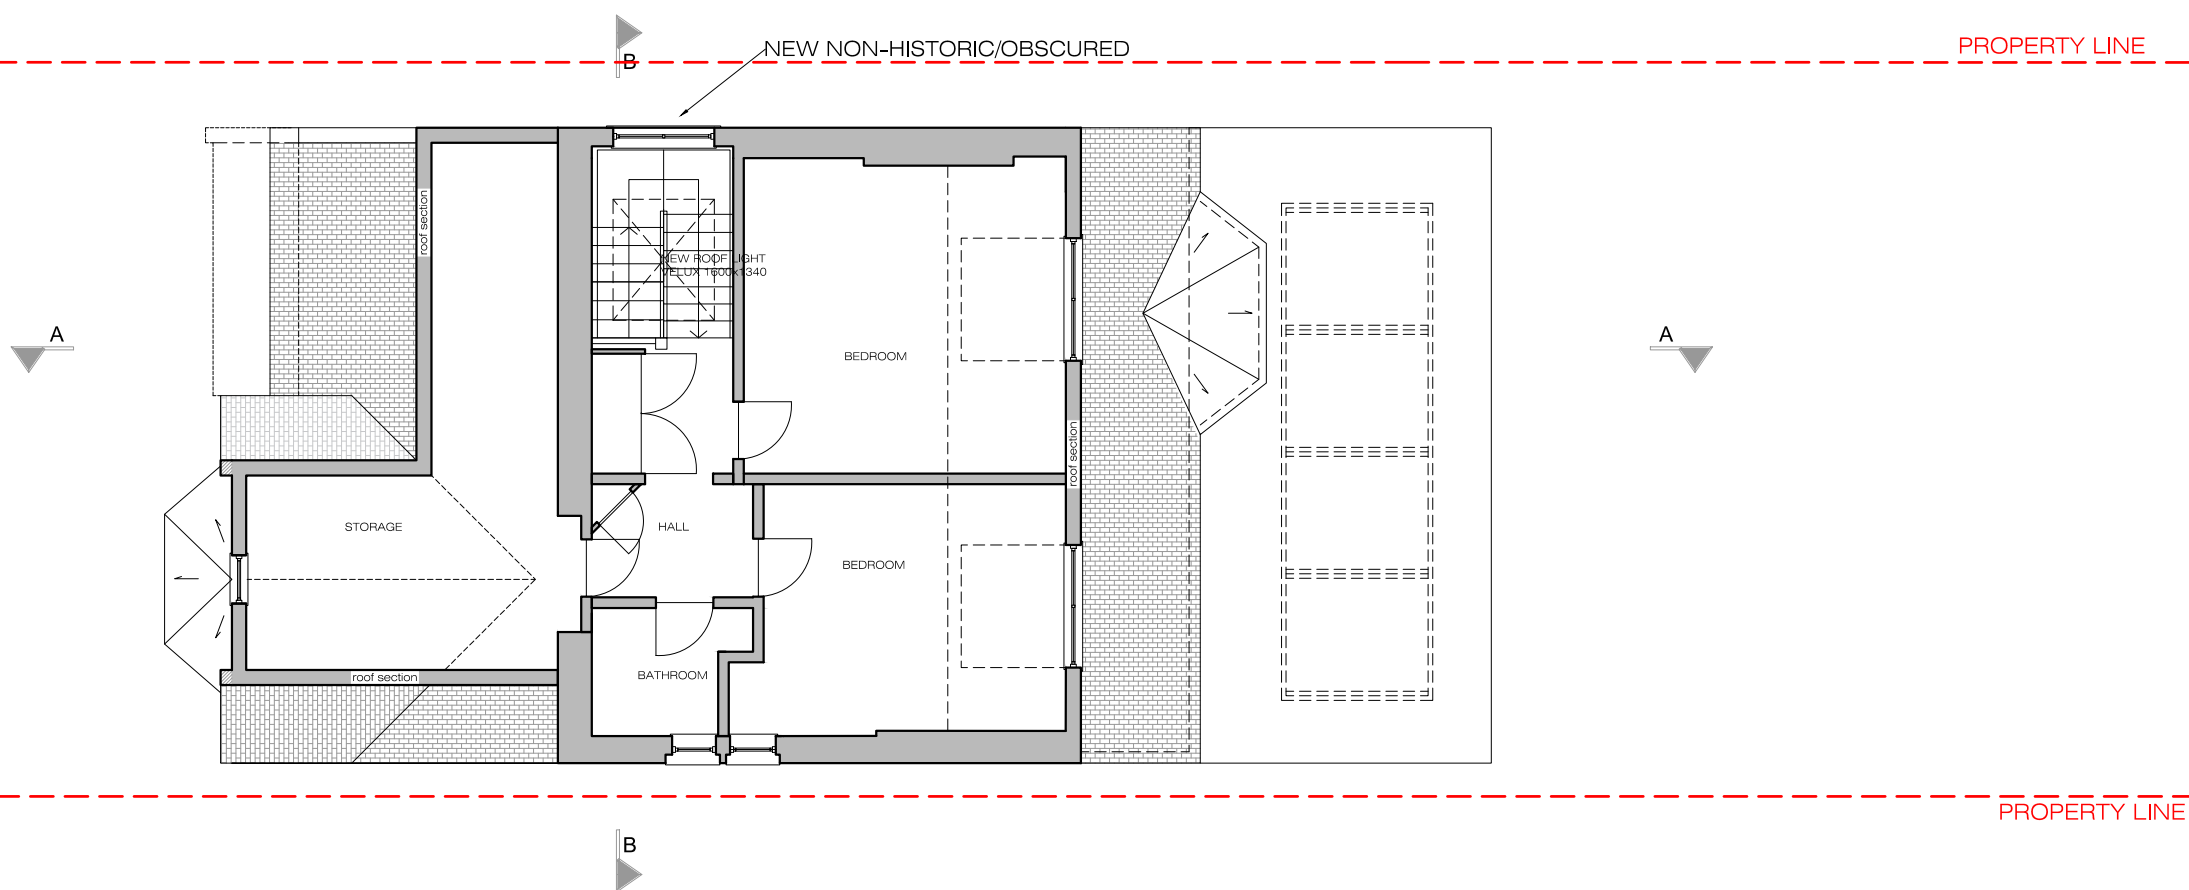 PROPERTY LINE
NEW NON-HISTORIC/OBSCURED
B
roof section
NEW ROOF LIGHT
VELUX 1600x1340
A
A
BEDROOM
roof section
STORAGE
HALL
BEDROOM
roof section
BATHROOM
PROPERTY LINE
B